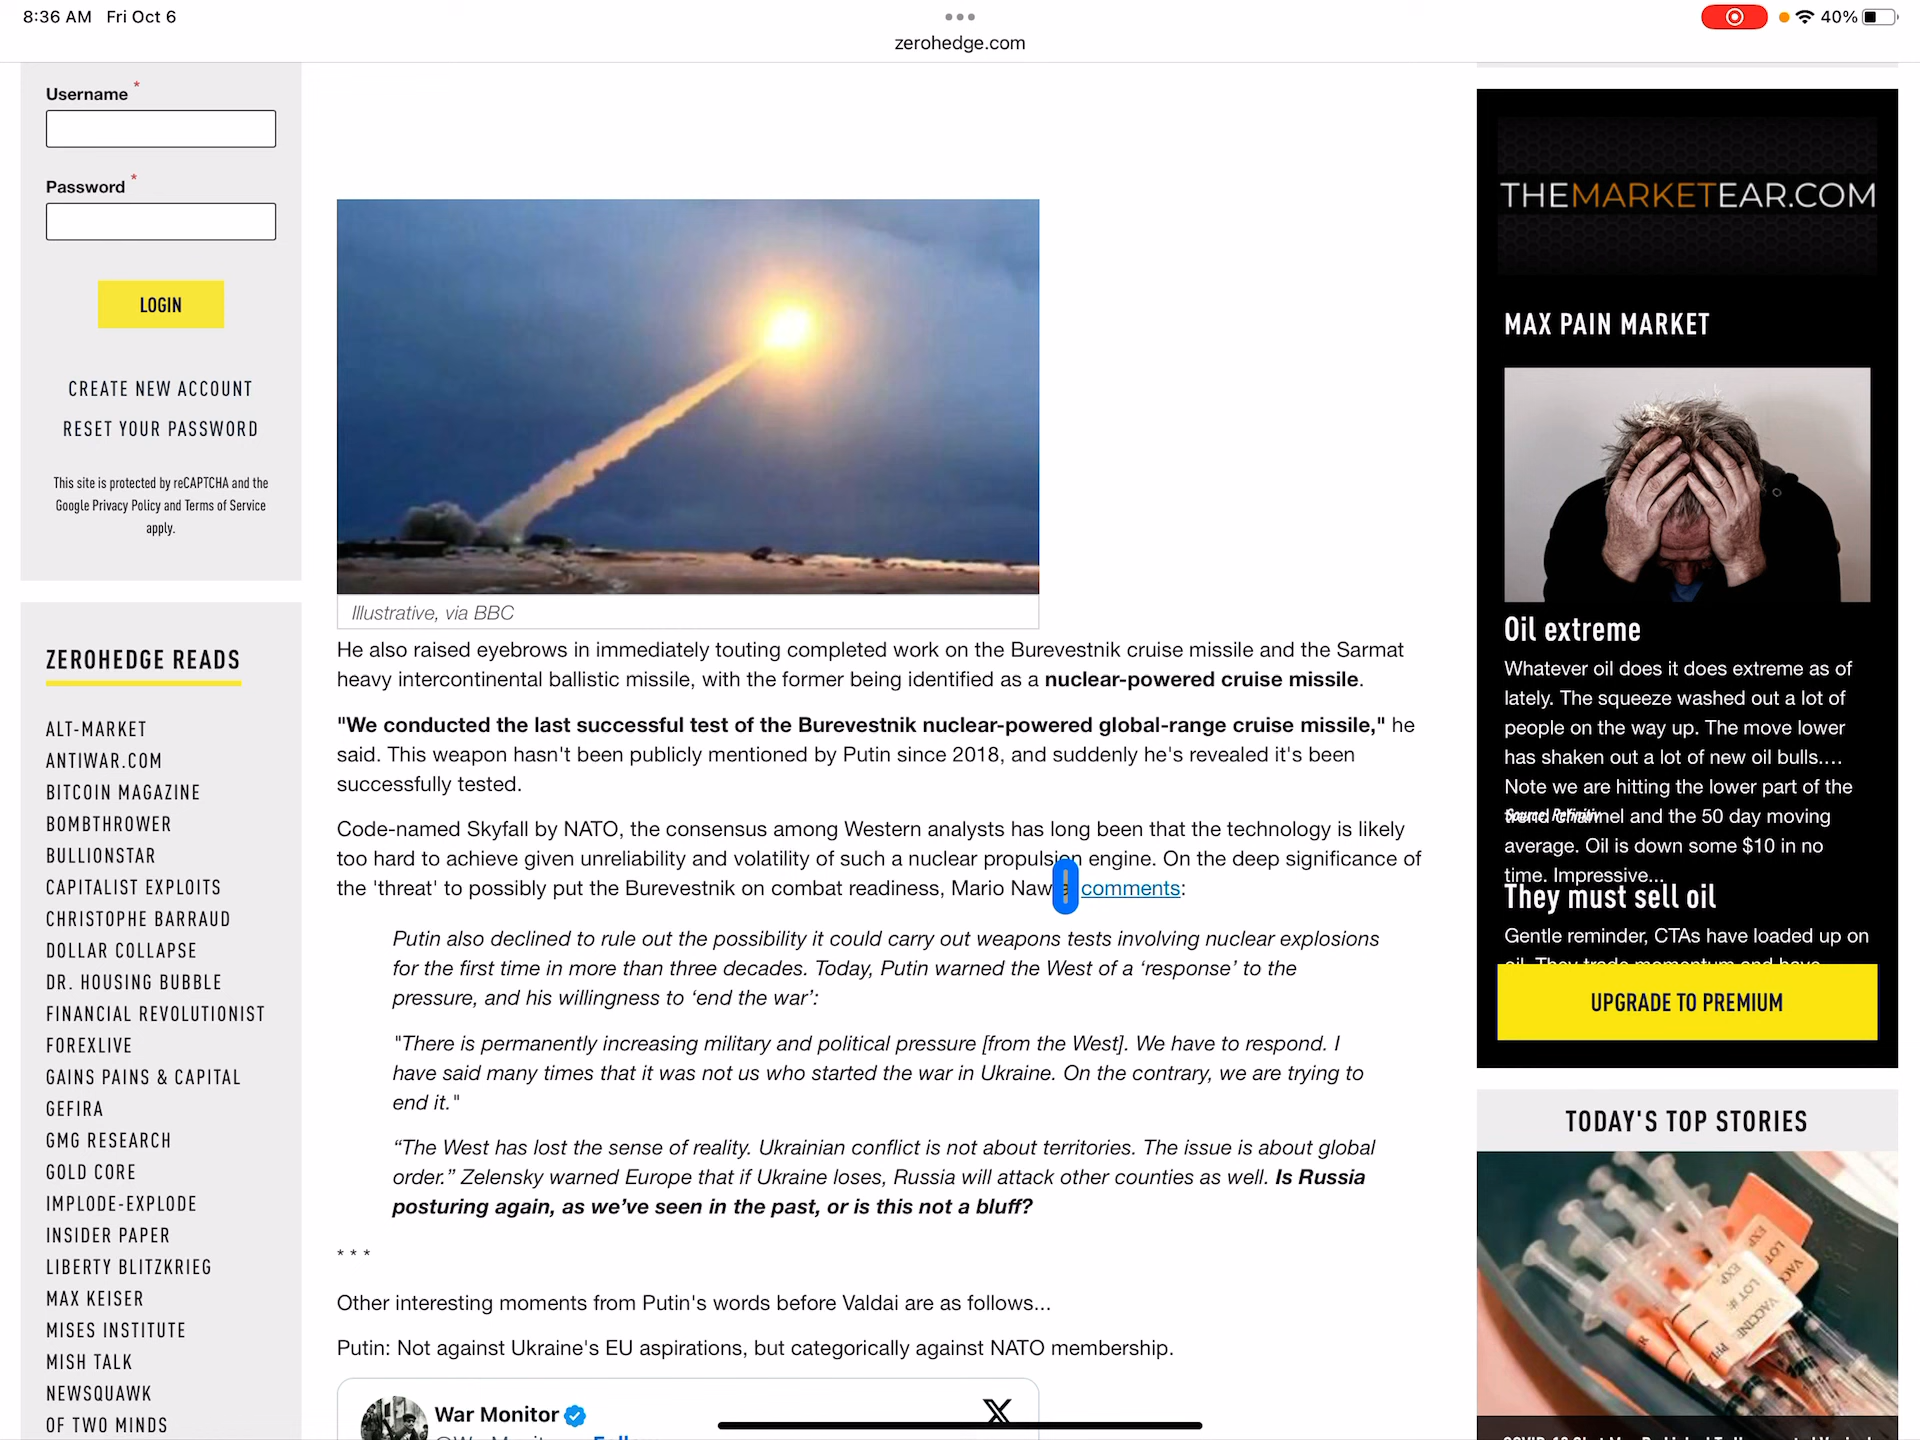 8:36 AM Fri Oct 6
40%
zerohedge.com
Username *
Password *
LOGIN
CREATE NEW ACCOUNT
RESET YOUR PASSWORD
This site is protected by reCAPTCHA and the
Google Privacy Policy and Terms of Service
apply.
ZEROHEDGE READS
ALT-MARKET
ANTIWAR.COM
BITCOIN MAGAZINE
BOMBTHROWER
BULLIONSTAR
CAPITALIST EXPLOITS
CHRISTOPHE BARRAUD
DOLLAR COLLAPSE
DR. HOUSING BUBBLE
FINANCIAL REVOLUTIONIST
FOREXLIVE
GAINS PAINS & CAPITAL
GEFIRA
GMG RESEARCH
GOLD CORE
IMPLODE-EXPLODE
INSIDER PAPER
LIBERTY BLITZKRIEG
MAX KEISER
MISES INSTITUTE
MISH TALK
NEWSQUAWK
OF TWO MINDS
Illustrative, via BBC
He also raised eyebrows in immediately touting completed work on the Burevestnik cruise missile and the Sarmat
heavy intercontinental ballistic missile, with the former being identified as a nuclear-powered cruise missile.
"We conducted the last successful test of the Burevestnik nuclear-powered global-range cruise missile," he
said. This weapon hasn't been publicly mentioned by Putin since 2018, and suddenly he's revealed it's been
successfully tested.
Code-named Skyfall by NATO, the consensus among Western analysts has long been that the technology is likely
too hard to achieve given unreliability and volatility of such a nuclear propulsion engine. On the deep significance of
the 'threat' to possibly put the Burevestnik on combat readiness, Mario comments:
Putin also declined to rule out the possibility it could carry out weapons tests involving nuclear explosions
for the first time in more than three decades. Today, Putin warned the West of a ‘response’ to the
pressure, and his willingness to ‘end the war’:
"There is permanently increasing military and political pressure [from the West]. We have to respond. I
have said many times that it was not us who started the war in Ukraine. On the contrary, we are trying to
end it."
“The West has lost the sense of reality. Ukrainian conflict is not about territories. The issue is about global
order.” Zelensky warned Europe that if Ukraine loses, Russia will attack other counties as well. Is Russia
posturing again, as we’ve seen in the past, or is this not a bluff?
* * *
Other interesting moments from Putin's words before Valdai are as follows...
Putin: Not against Ukraine's EU aspirations, but categorically against NATO membership.
War Monitor
THEMARKETEAR.COM
MAX PAIN MARKET
Oil extreme
Whatever oil does it does extreme as of
lately. The squeeze washed out a lot of
people on the way up. The move lower
has shaken out a lot of new oil bulls....
Note we are hitting the lower part of the
trend channel and the 50 day moving
Source: Refinitiv
average. Oil is down some $10 in no
time. Impressive...
They must sell oil
Gentle reminder, CTAs have loaded up on
oil. They trade momentum and have
UPGRADE TO PREMIUM
TODAY'S TOP STORIES
EXP.
LOT
VACCINE
LOT #: